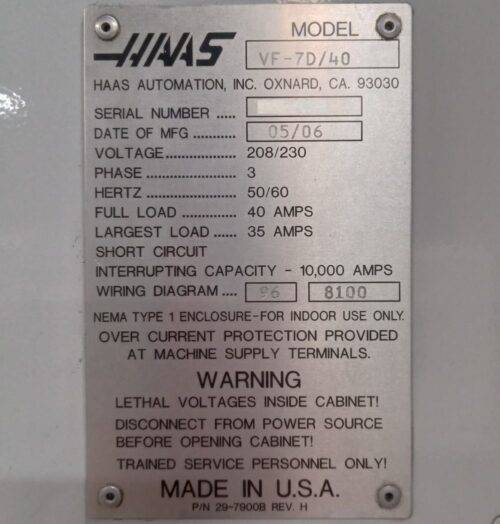 HAAS MODEL VF-7D/40
HAAS AUTOMATION, INC. OXNARD, CA. 93030
SERIAL NUMBER .....
DATE OF MFG ........... 05/06
VOLTAGE................. 208/230
PHASE ..................... 3
HERTZ ..................... 50/60
FULL LOAD .............. 40 AMPS
LARGEST LOAD ...... 35 AMPS
SHORT CIRCUIT
INTERRUPTING CAPACITY - 10,000 AMPS
WIRING DIAGRAM .... 96 8100
NEMA TYPE 1 ENCLOSURE-FOR INDOOR USE ONLY.
OVER CURRENT PROTECTION PROVIDED
AT MACHINE SUPPLY TERMINALS.
WARNING
LETHAL VOLTAGES INSIDE CABINET!
DISCONNECT FROM POWER SOURCE
BEFORE OPENING CABINET!
TRAINED SERVICE PERSONNEL ONLY!
MADE IN U.S.A.
P/N 29-7900B REV. H